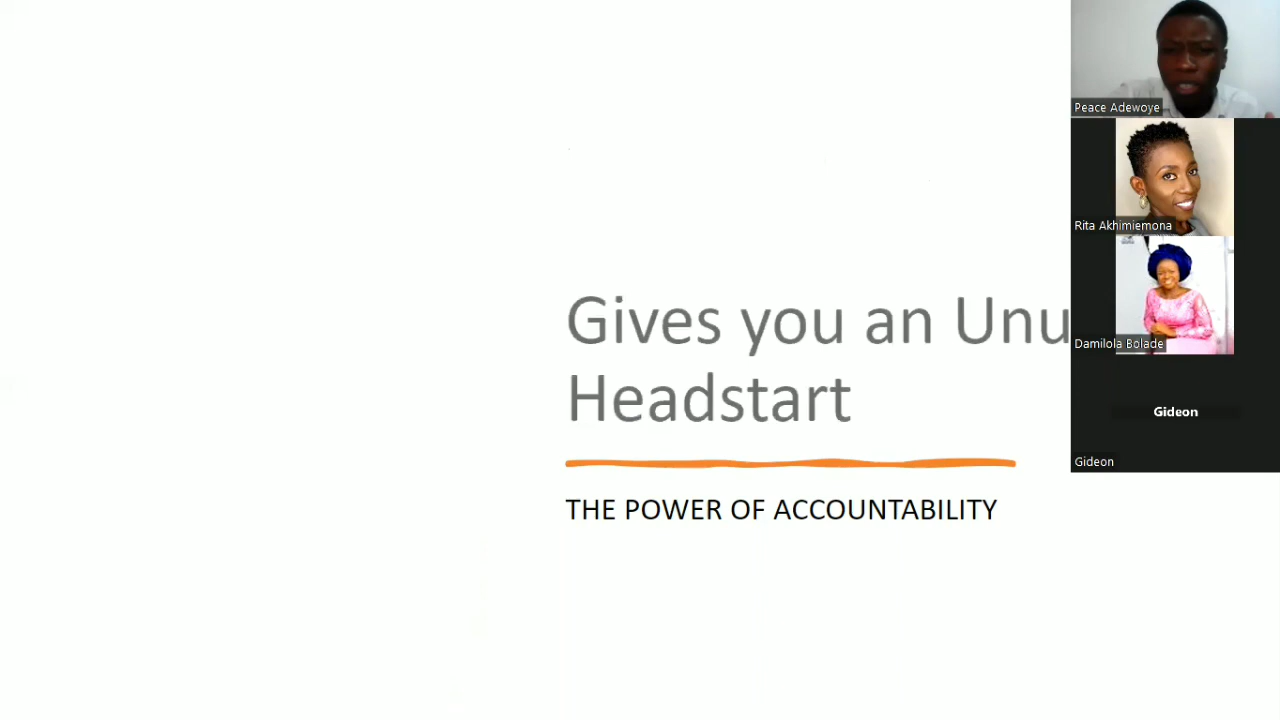 Gives you an Unu
Headstart
THE POWER OF ACCOUNTABILITY
Peace Adewoye
Rita Akhimiemona
Damilola Bolade
Gideon
Gideon